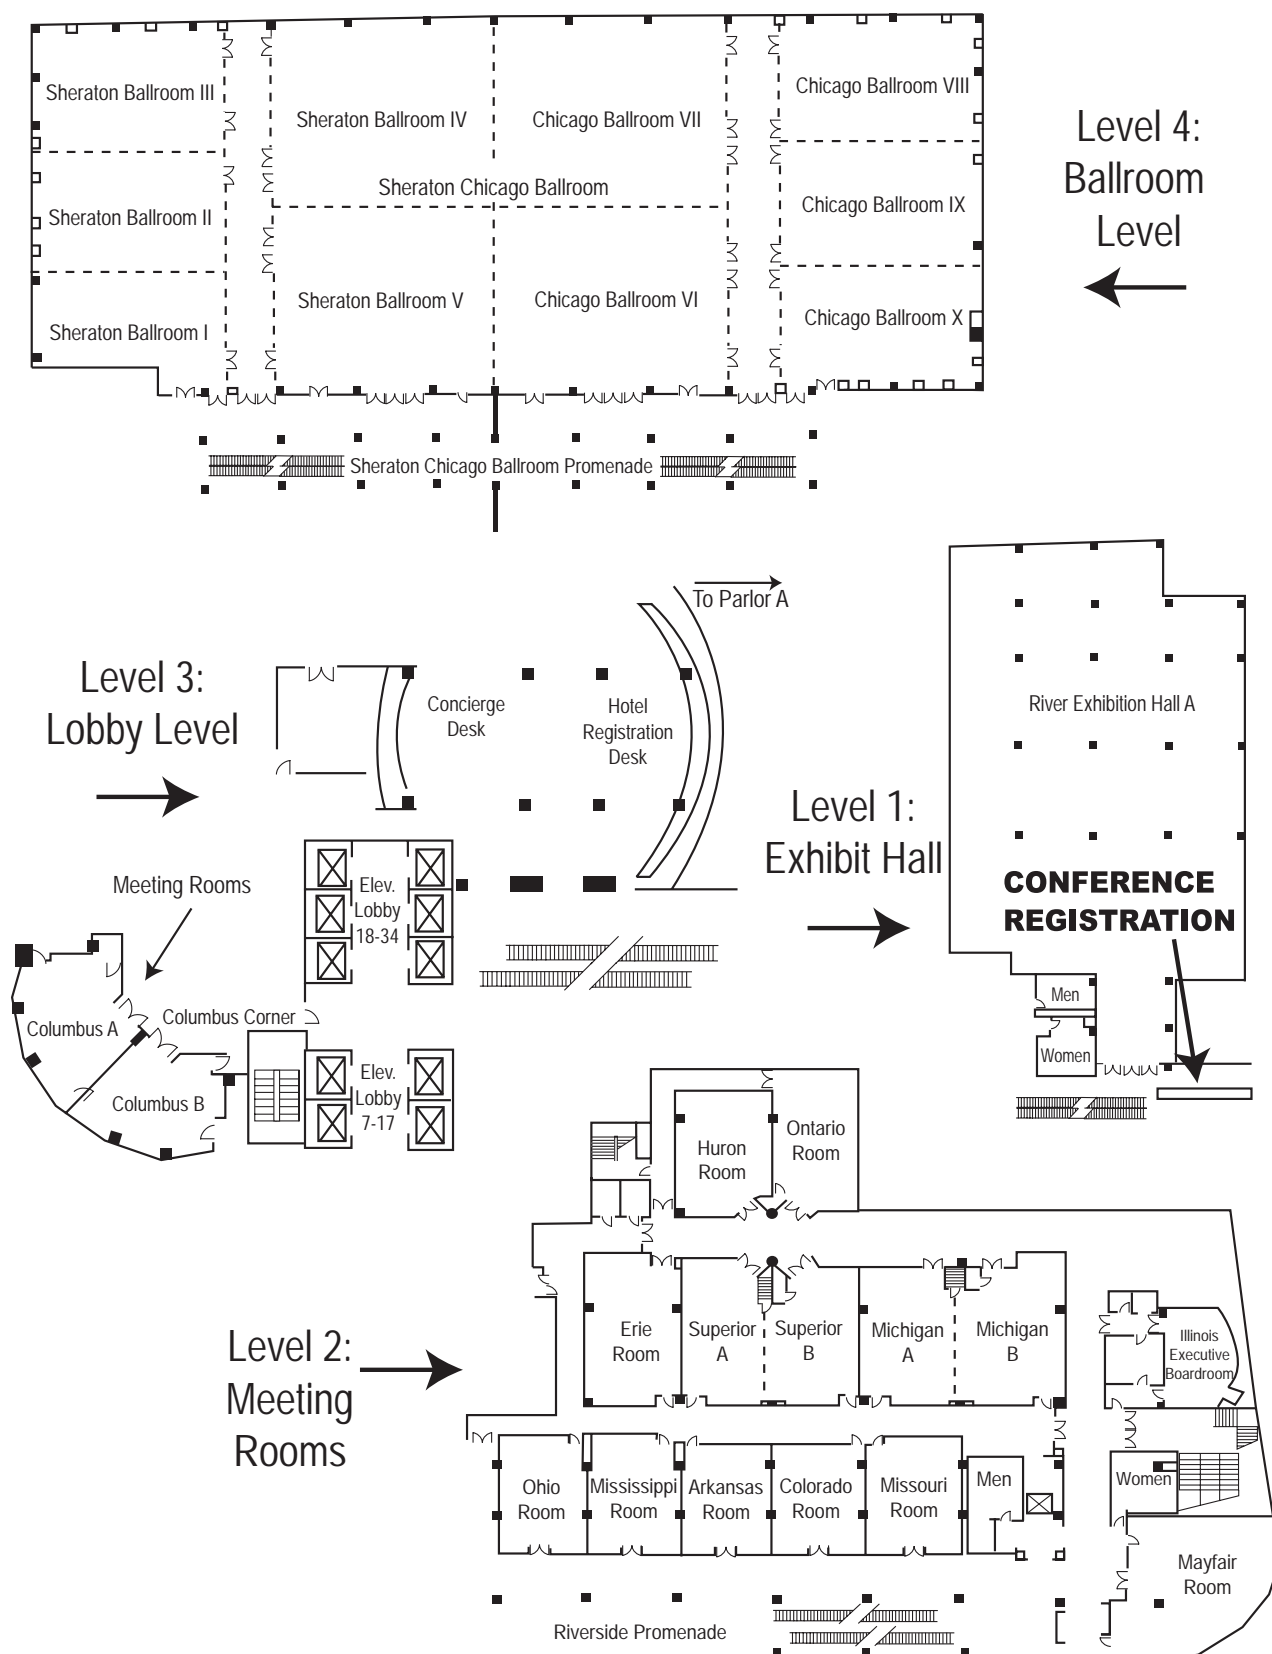 Sheraton Ballroom III
Sheraton Ballroom IV
Chicago Ballroom VII
Chicago Ballroom VIII
Sheraton Chicago Ballroom
Sheraton Ballroom II
Chicago Ballroom IX
Sheraton Ballroom I
Sheraton Ballroom V
Chicago Ballroom VI
Chicago Ballroom X
Sheraton Chicago Ballroom Promenade
Level 4:
Ballroom
Level
To Parlor A
Level 3:
Lobby Level
Concierge
Desk
Hotel
Registration
Desk
Meeting Rooms
Elev.
Lobby
18-34
Columbus A
Columbus Corner
Columbus B
Elev.
Lobby
7-17
Level 1:
Exhibit Hall
River Exhibition Hall A
CONFERENCE
REGISTRATION
Men
Women
Level 2:
Meeting
Rooms
Huron
Room
Ontario
Room
Erie
Room
Superior
A
Superior
B
Michigan
A
Michigan
B
Illinois
Executive
Boardroom
Ohio
Room
Mississippi
Room
Arkansas
Room
Colorado
Room
Missouri
Room
Men
Women
Mayfair
Room
Riverside Promenade